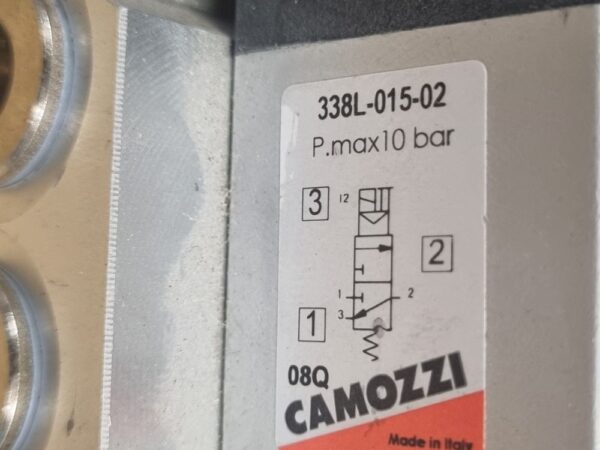 338L-015-02
P.max10 bar
3
12
2
1
2
3
1
08Q
CAMOZZI
Made in Italy